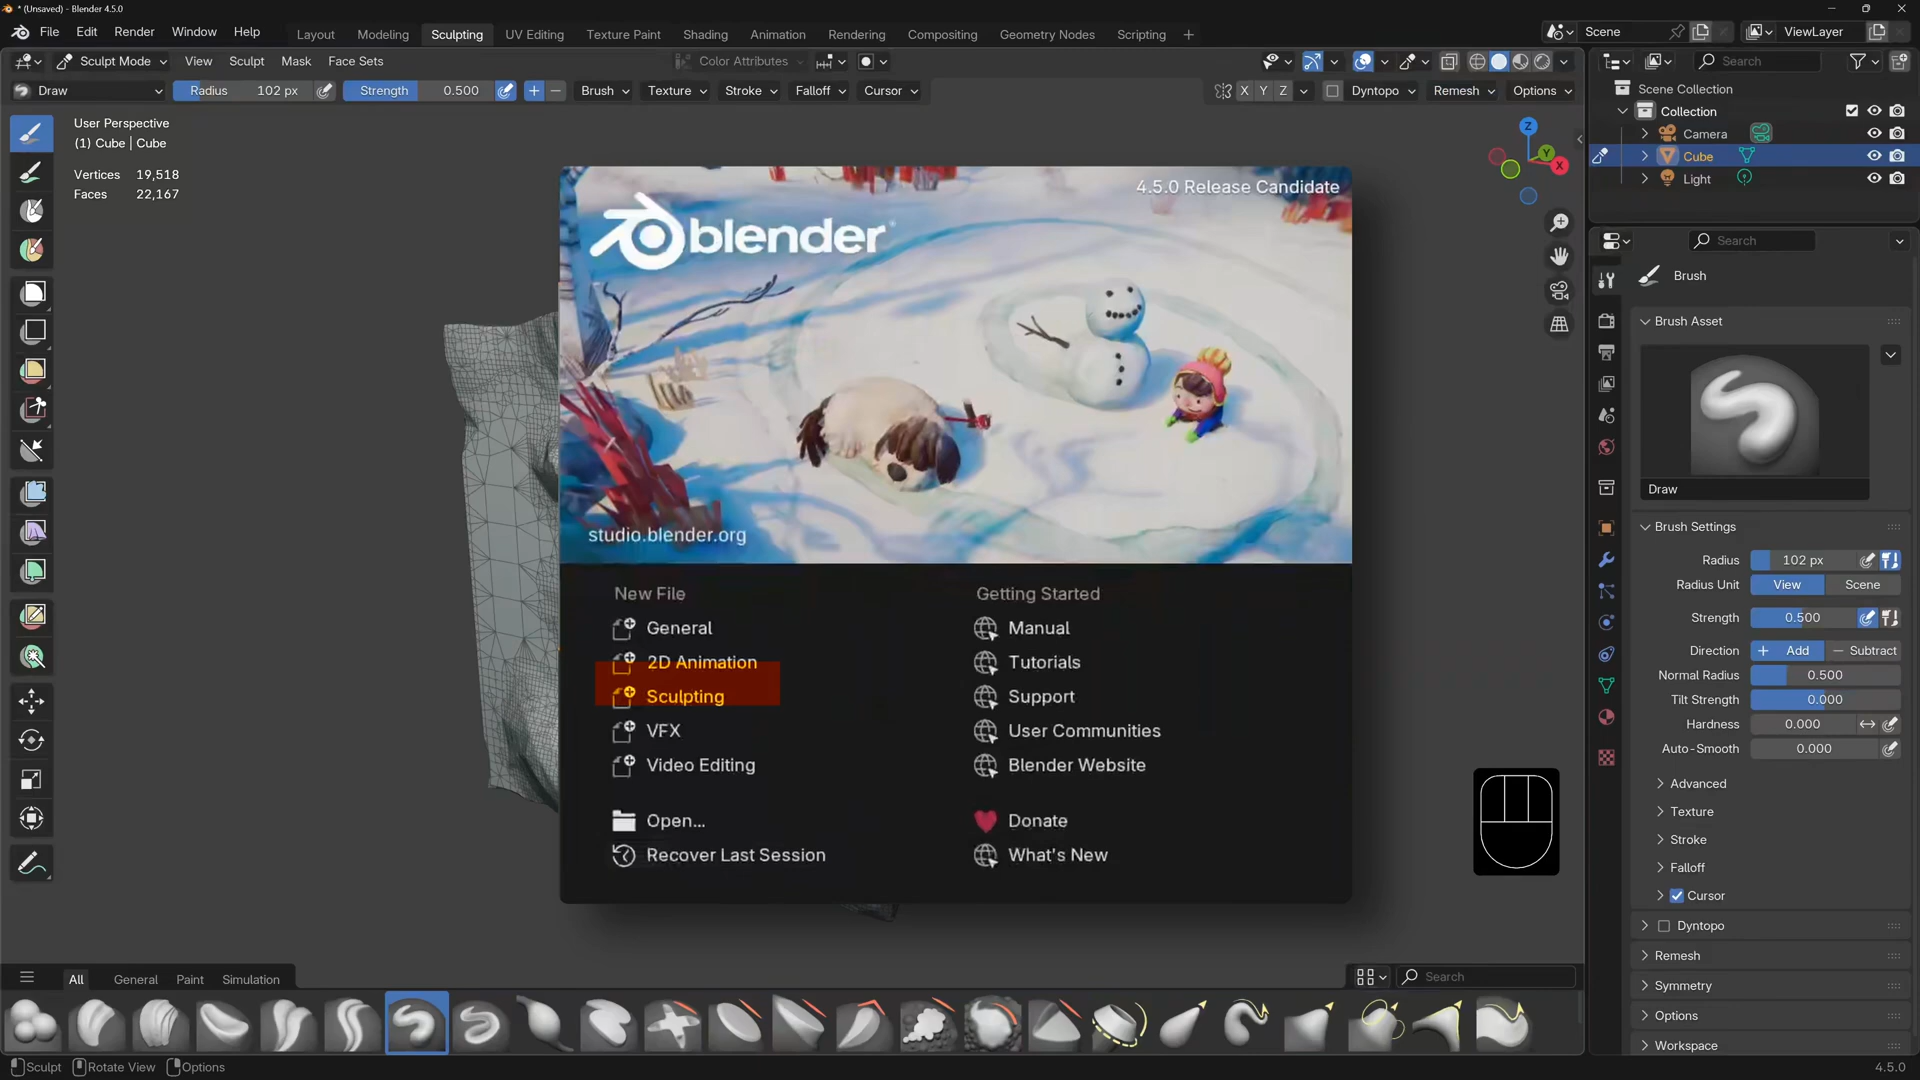 * (Unsaved) - Blender 4.5.0
File Edit Render Window Help
Layout Modeling Sculpting UV Editing Texture Paint Shading Animation Rendering Compositing Geometry Nodes Scripting +
Scene
ViewLayer
Sculpt Mode View Sculpt Mask Face Sets
Color Attributes
Search
Draw
Radius 102 px
Strength 0.500
Brush Texture Stroke Falloff Cursor
X Y Z
Dyntopo Remesh Options
User Perspective
(1) Cube | Cube
Vertices 19,518
Faces 22,167
Z
Y
X
Scene Collection
Collection
Camera
Cube
Light
4.5.0 Release Candidate
blender
studio.blender.org
New File
General
2D Animation
Sculpting
VFX
Video Editing
Open...
Recover Last Session
Getting Started
Manual
Tutorials
Support
User Communities
Blender Website
Donate
What's New
Search
Brush
Brush Asset
Draw
Brush Settings
Radius 102 px
Radius Unit View Scene
Strength 0.500
Direction + Add − Subtract
Normal Radius 0.500
Tilt Strength 0.000
Hardness 0.000
Auto-Smooth 0.000
Advanced
Texture
Stroke
Falloff
Cursor
Dyntopo
Remesh
Symmetry
Options
Workspace
All General Paint Simulation
Search
Sculpt Rotate View Options
4.5.0